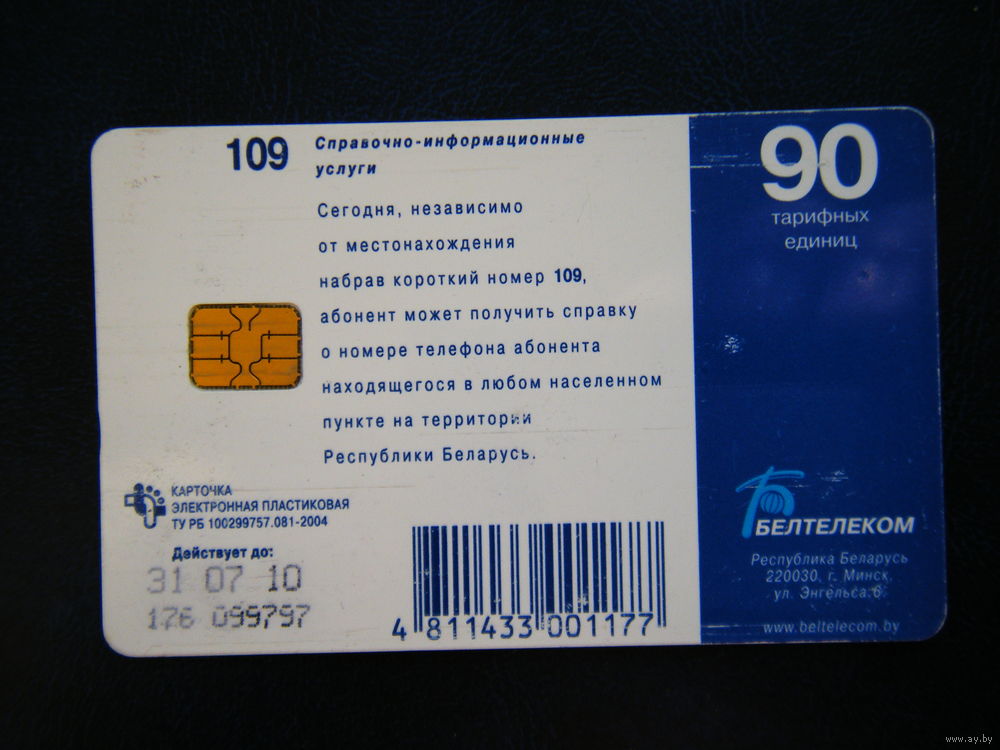 109
Справочно-информационные
услуги
Сегодня, независимо
от местонахождения
набрав короткий номер 109,
абонент может получить справку
о номере телефона абонента
находящегося в любом населенном
пункте на территории
Республики Беларусь.
КАРТОЧКА
ЭЛЕКТРОННАЯ ПЛАСТИКОВАЯ
ТУ РБ 100299757.081-2004
Действует до:
31 07 10
176 099797
4 811433 001177
90
тарифных
единиц
БЕЛТЕЛЕКОМ
Республика Беларусь
220030, г. Минск,
ул. Энгельса 6
www.beltelecom.by
www.ay.by